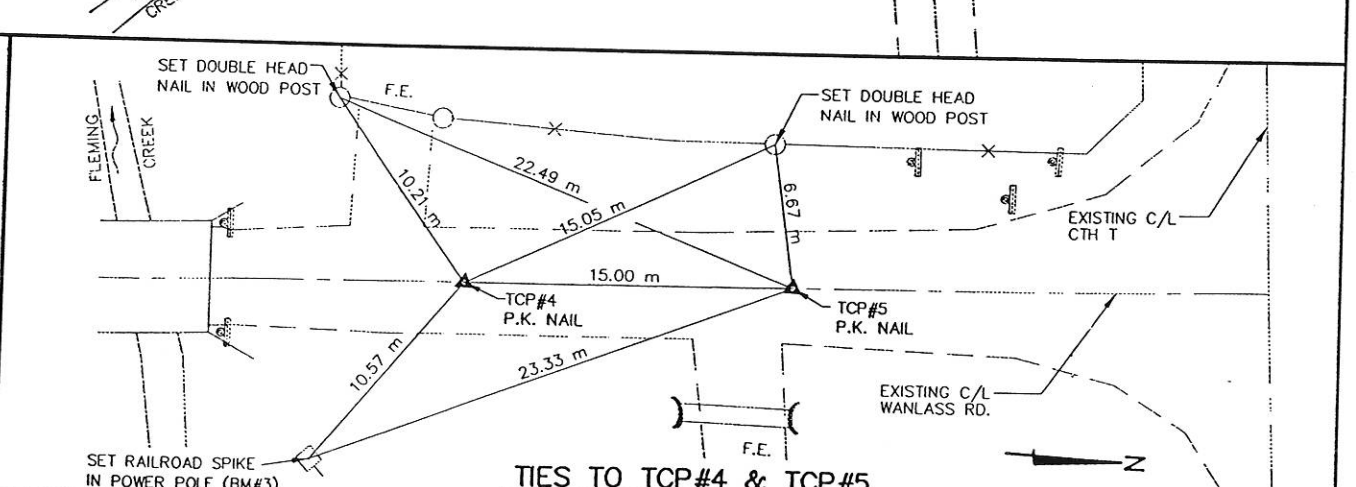 SET DOUBLE HEAD
NAIL IN WOOD POST
F.E.
SET DOUBLE HEAD
NAIL IN WOOD POST
FLEMING
CREEK
22.49 m
10.21 m
15.05 m
6.67 m
EXISTING C/L
CTH T
15.00 m
TCP#4
P.K. NAIL
TCP#5
P.K. NAIL
10.57 m
23.33 m
EXISTING C/L
WANLASS RD.
F.E.
SET RAILROAD SPIKE
IN POWER POLE (BM#3)
TIES TO TCP#4 & TCP#5
N